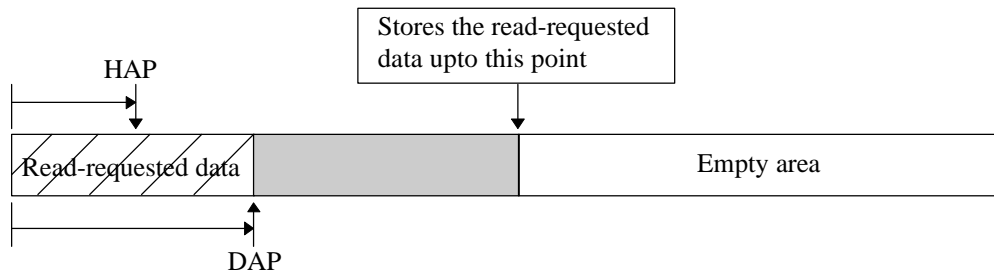 Stores the read-requested
data upto this point
HAP
Read-requested data
Empty area
DAP